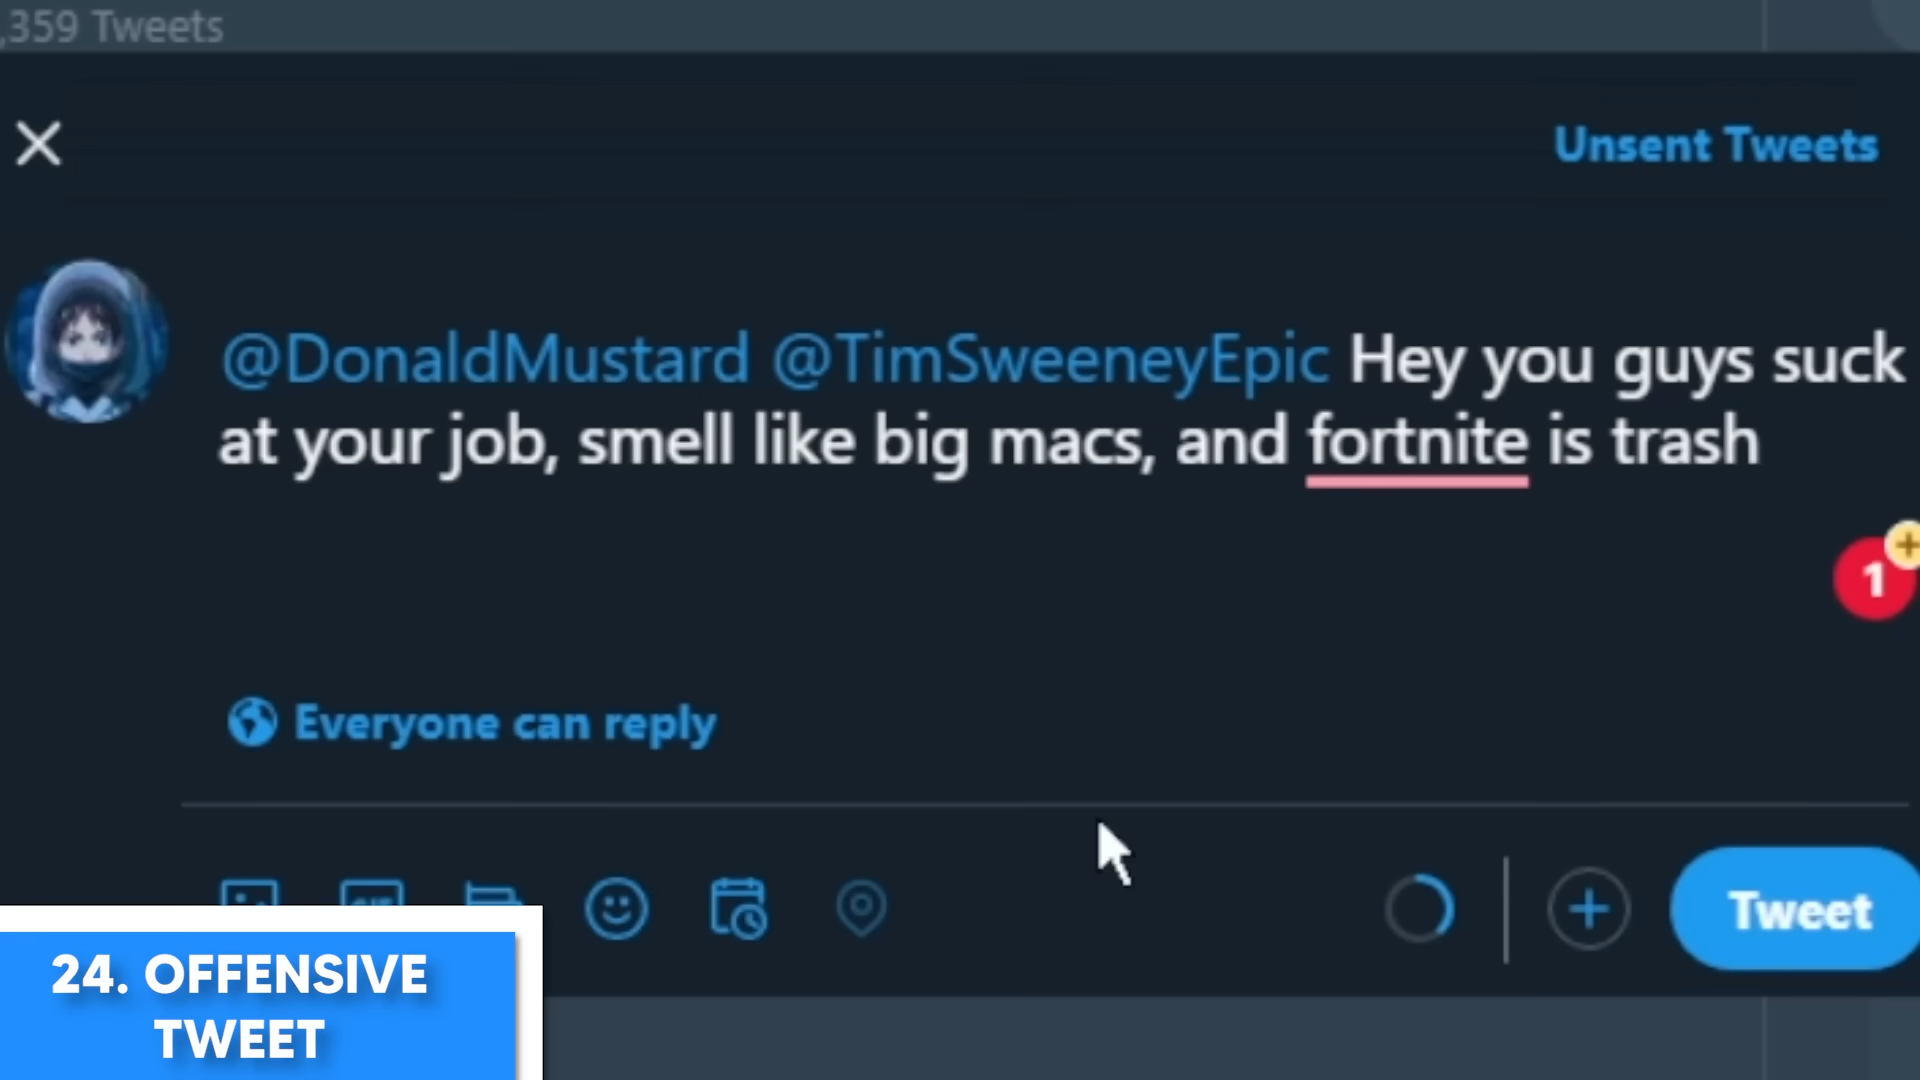 ,359 Tweets
Unsent Tweets
@DonaldMustard @TimSweeneyEpic Hey you guys suck
at your job, smell like big macs, and fortnite is trash
1
Everyone can reply
Tweet
24. OFFENSIVE
TWEET